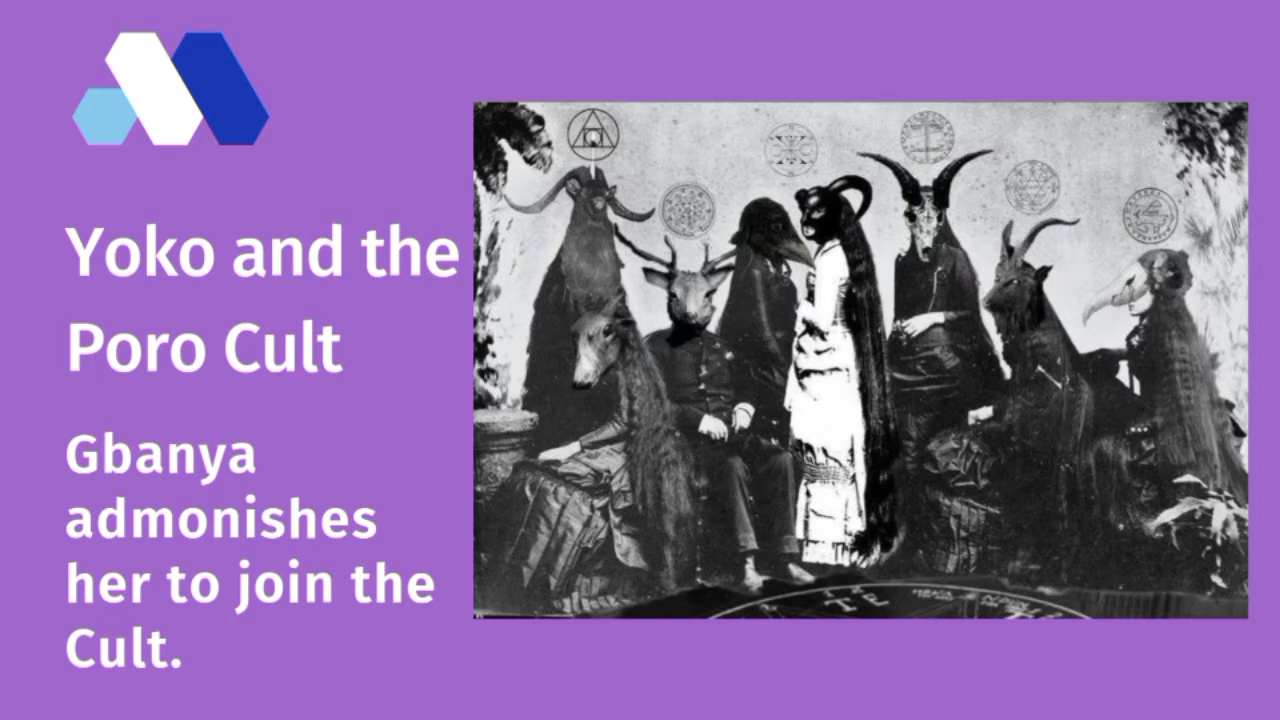 Yoko and the
Poro Cult
Gbanya
admonishes
her to join the
Cult.